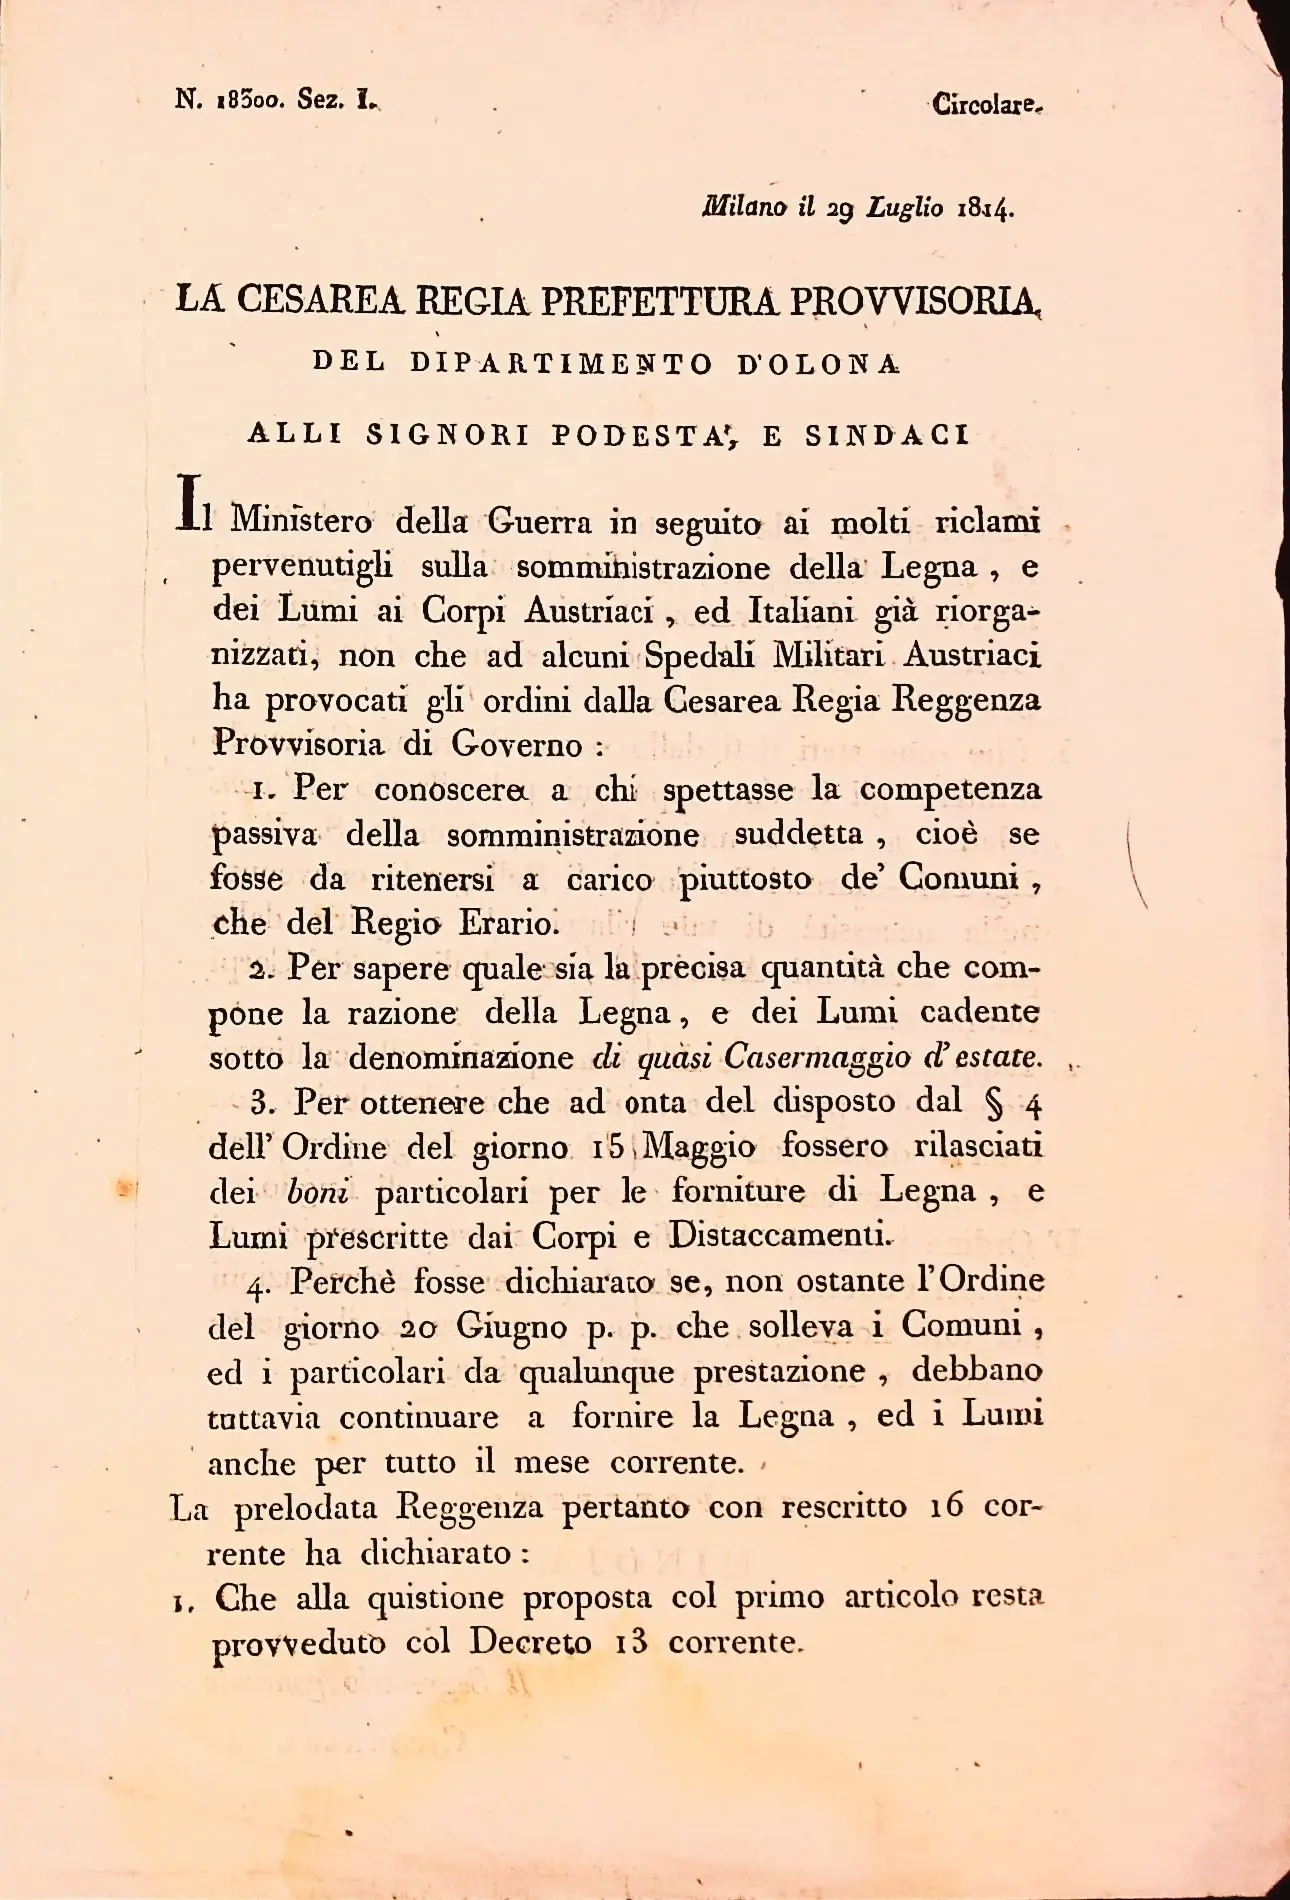 N. 18300. Sez. I.
Circolare.
Milano il 29 Luglio 1814.
LA CESAREA REGIA PREFETTURA PROVVISORIA
DEL DIPARTIMENTO D'OLONA
ALLI SIGNORI PODESTA', E SINDACI
Il Ministero della Guerra in seguito ai molti riclami
pervenutigli sulla somministrazione della Legna , e
dei Lumi ai Corpi Austriaci , ed Italiani già riorga-
nizzati, non che ad alcuni Spedali Militari Austriaci
ha provocati gli ordini dalla Cesarea Regia Reggenza
Provvisoria di Governo :
1. Per conoscere a chi spettasse la competenza
passiva della somministrazione suddetta , cioè se
fosse da ritenersi a carico piuttosto de' Comuni ,
che del Regio Erario.
2. Per sapere quale sia la precisa quantità che com-
pone la razione della Legna , e dei Lumi cadente
sotto la denominazione di quasi Casermaggio d'estate.
3. Per ottenere che ad onta del disposto dal § 4
dell' Ordine del giorno 15 Maggio fossero rilasciati
dei boni particolari per le forniture di Legna , e
Lumi prescritte dai Corpi e Distaccamenti.
4. Perchè fosse dichiarato se, non ostante l'Ordine
del giorno 20 Giugno p. p. che solleva i Comuni ,
ed i particolari da qualunque prestazione , debbano
tuttavia continuare a fornire la Legna , ed i Lumi
anche per tutto il mese corrente.
La prelodata Reggenza pertanto con rescritto 16 cor-
rente ha dichiarato :
1. Che alla quistione proposta col primo articolo resta
provveduto col Decreto 13 corrente.